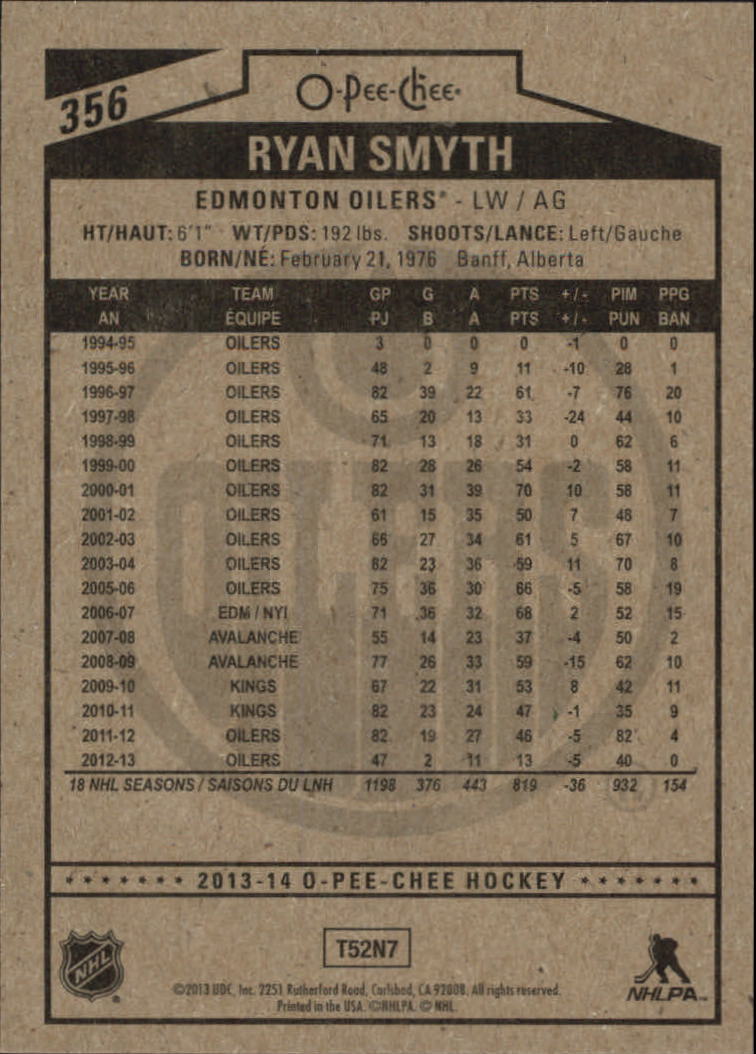 356
O-Pee-Chee
RYAN SMYTH
EDMONTON OILERS® - LW / AG
HT/HAUT: 6'1" WT/PDS: 192 lbs. SHOOTS/LANCE: Left/Gauche
BORN/NÉ: February 21, 1976 Banff, Alberta
YEAR TEAM GP G A PTS +/- PIM PPG
AN ÉQUIPE PJ B A PTS +/- PUN BAN
1994-95 OILERS 3 0 0 0 -1 0 0
1995-96 OILERS 48 2 9 11 -10 28 1
1996-97 OILERS 82 39 22 61 -7 76 20
1997-98 OILERS 65 20 13 33 -24 44 10
1998-99 OILERS 71 13 18 31 0 62 6
1999-00 OILERS 82 28 26 54 -2 58 11
2000-01 OILERS 82 31 39 70 10 58 11
2001-02 OILERS 61 15 35 50 7 48 7
2002-03 OILERS 66 27 34 61 5 67 10
2003-04 OILERS 82 23 36 59 11 70 8
2005-06 OILERS 75 36 30 66 -5 58 19
2006-07 EDM / NYI 71 36 32 68 2 52 15
2007-08 AVALANCHE 55 14 23 37 -4 50 2
2008-09 AVALANCHE 77 26 33 59 -15 62 10
2009-10 KINGS 67 22 31 53 8 42 11
2010-11 KINGS 82 23 24 47 -1 35 9
2011-12 OILERS 82 19 27 46 -5 82 4
2012-13 OILERS 47 2 11 13 -5 40 0
18 NHL SEASONS / SAISONS DU LNH 1198 376 443 819 -36 932 154
OILERS
2013-14 O-PEE-CHEE HOCKEY
T52N7
NHL
NHLPA™
©2013 UDC, Inc. 2251 Rutherford Road, Carlsbad, CA 92008. All rights reserved.
Printed in the USA. ©NHLPA. © NHL.